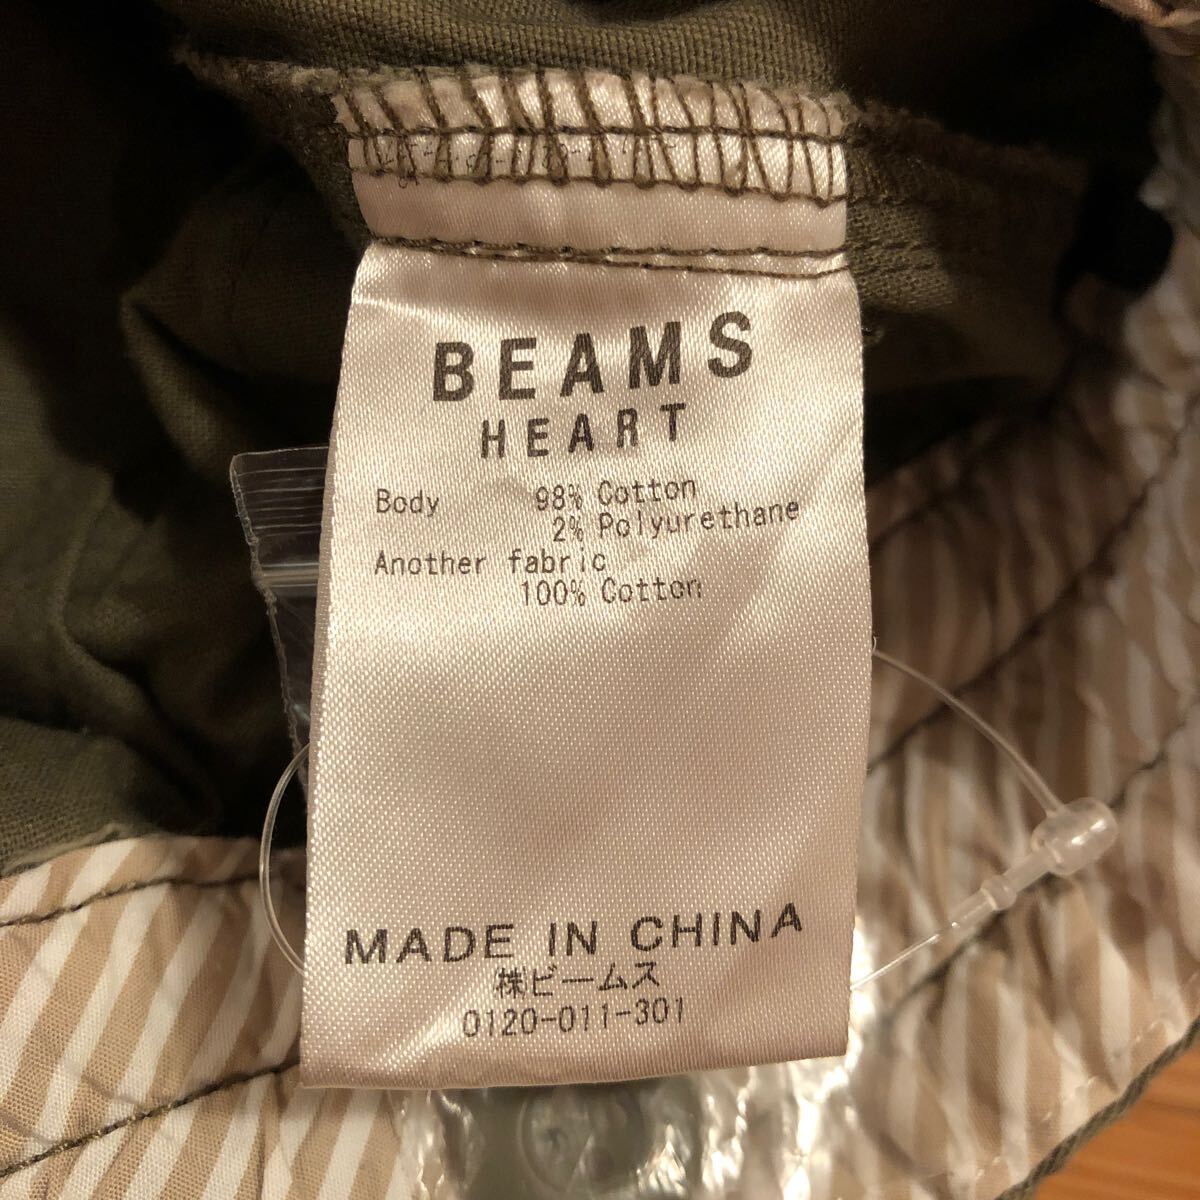 BEAMS
HEART
Body 98% Cotton
2% Polyurethane
Another fabric
100% Cotton
MADE IN CHINA
㈱ビームス
0120-011-301